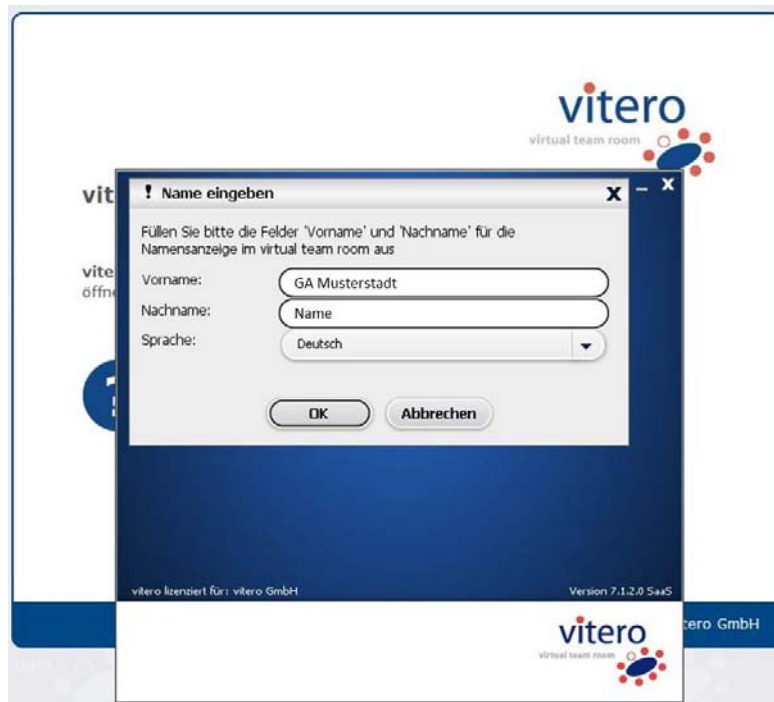 vitero
virtual team room
vit
! Name eingeben
X
– X
Füllen Sie bitte die Felder 'Vorname' und 'Nachname' für die
Namensanzeige im virtual team room aus
vite
öffne
Vorname:
GA Musterstadt
Nachname:
Name
Sprache:
Deutsch
OK
Abbrechen
vitero lizenziert für: vitero GmbH
Version 7.1.2.0 SaaS
tero GmbH
vitero
virtual team room